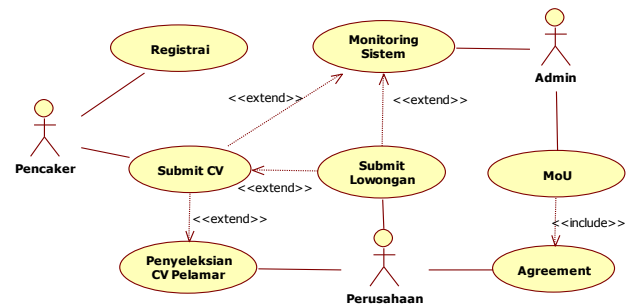 Registrai
Monitoring
Sistem
Admin
<<extend>>
<<extend>>
Pencaker
Submit CV
<<extend>>
Submit
Lowongan
MoU
<<extend>>
<<include>>
Penyeleksian
CV Pelamar
Perusahaan
Agreement